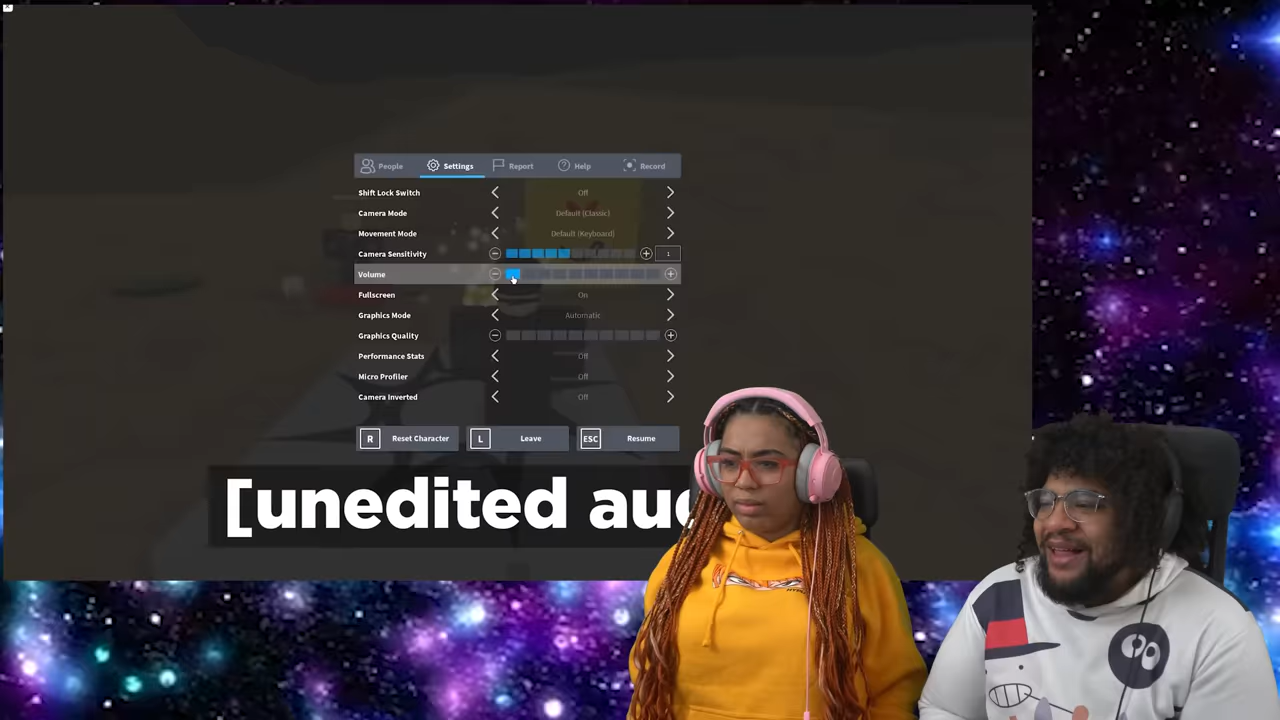 People Settings Report Help Record
Shift Lock Switch Off
Camera Mode Default (Classic)
Movement Mode Default (Keyboard)
Camera Sensitivity 1
Volume
Fullscreen On
Graphics Mode Automatic
Graphics Quality
Performance Stats Off
Micro Profiler Off
Camera Inverted Off
R Reset Character L Leave ESC Resume
[unedited aud